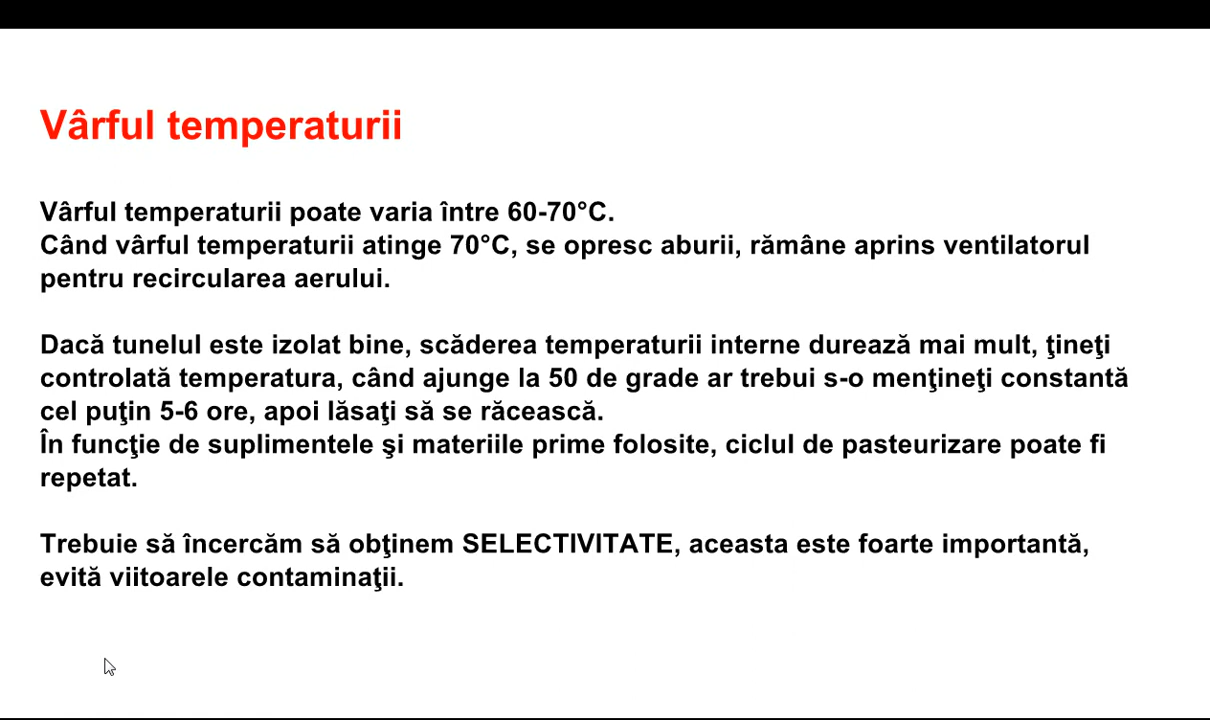 Vârful temperaturii
Vârful temperaturii poate varia între 60-70°C.
Când vârful temperaturii atinge 70°C, se opresc aburii, rămâne aprins ventilatorul
pentru recircularea aerului.
Dacă tunelul este izolat bine, scăderea temperaturii interne durează mai mult, ţineţi
controlată temperatura, când ajunge la 50 de grade ar trebui s-o menţineţi constantă
cel puţin 5-6 ore, apoi lăsaţi să se răcească.
În funcţie de suplimentele şi materiile prime folosite, ciclul de pasteurizare poate fi
repetat.
Trebuie să încercăm să obţinem SELECTIVITATE, aceasta este foarte importantă,
evită viitoarele contaminaţii.